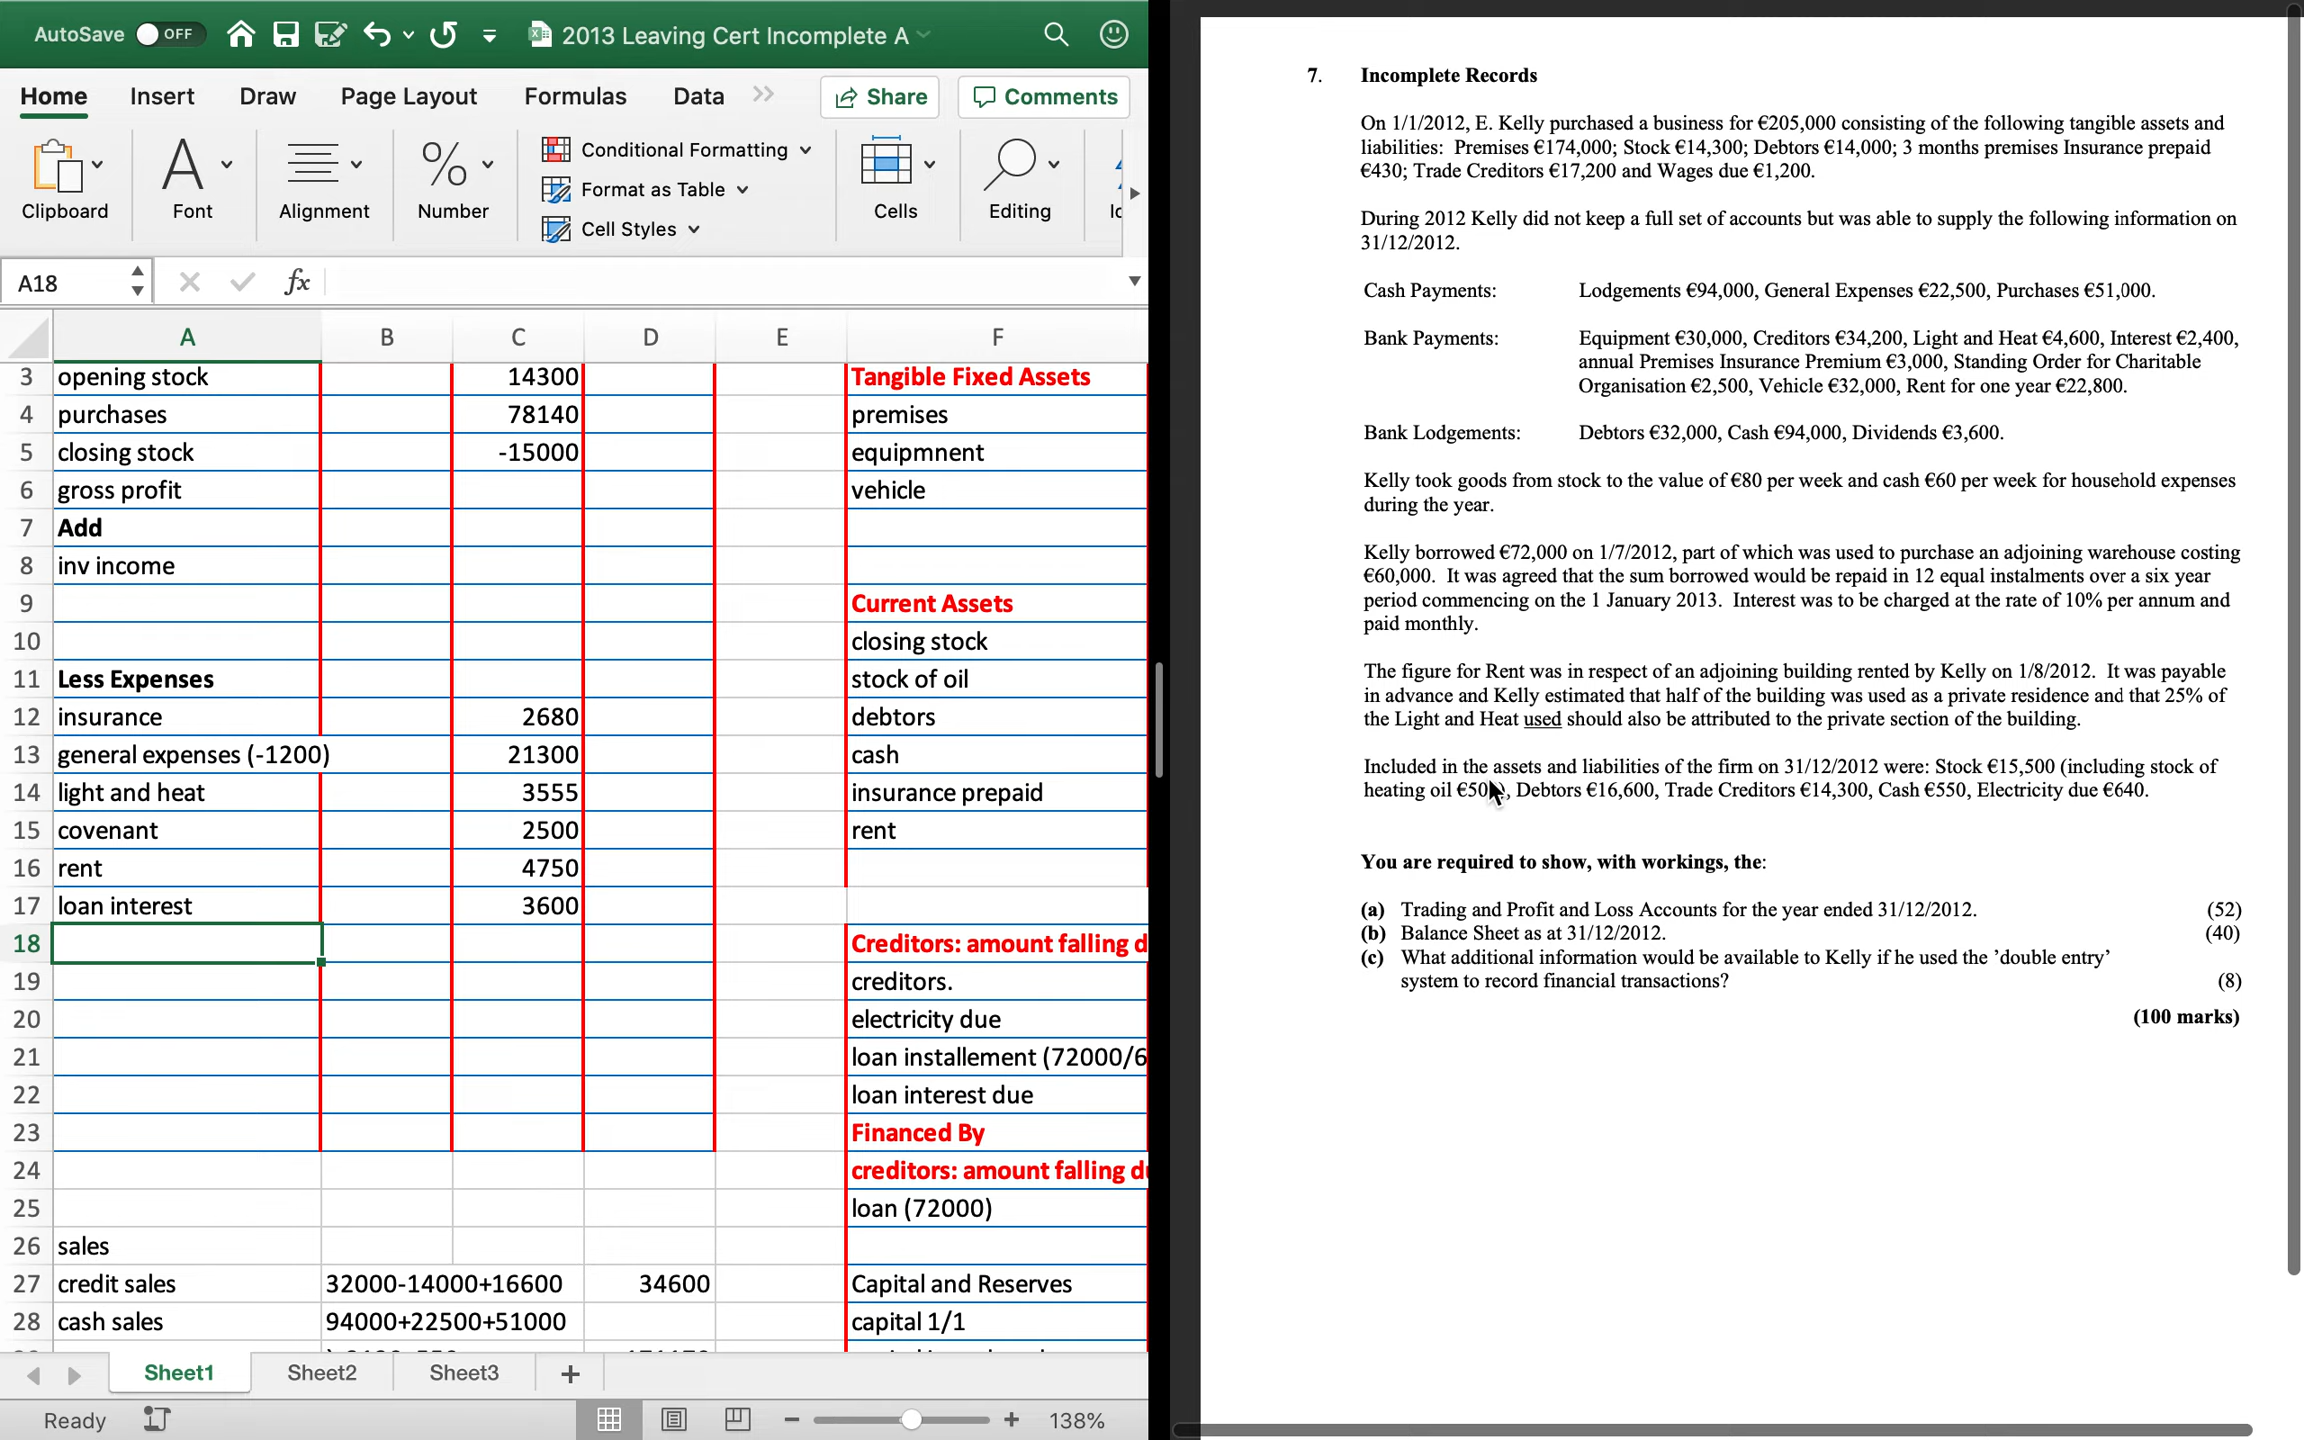 AutoSave OFF 2013 Leaving Cert Incomplete A
Home Insert Draw Page Layout Formulas Data Share Comments
Conditional Formatting
Format as Table
Cell Styles
Clipboard Font Alignment Number Cells Editing
A18 fx
A B C D E F
3 opening stock 14300 Tangible Fixed Assets
4 purchases 78140 premises
5 closing stock -15000 equipmnent
6 gross profit vehicle
7 Add
8 inv income
9 Current Assets
10 closing stock
11 Less Expenses stock of oil
12 insurance 2680 debtors
13 general expenses (-1200) 21300 cash
14 light and heat 3555 insurance prepaid
15 covenant 2500 rent
16 rent 4750
17 loan interest 3600
18 Creditors: amount falling d
19 creditors.
20 electricity due
21 loan installement (72000/6
22 loan interest due
23 Financed By
24 creditors: amount falling
25 loan (72000)
26 sales
27 credit sales 32000-14000+16600 34600 Capital and Reserves
28 cash sales 94000+22500+51000 capital 1/1
Sheet1 Sheet2 Sheet3 +
Ready 138%
7. Incomplete Records
On 1/1/2012, E. Kelly purchased a business for €205,000 consisting of the following tangible assets and
liabilities: Premises €174,000; Stock €14,300; Debtors €14,000; 3 months premises Insurance prepaid
€430; Trade Creditors €17,200 and Wages due €1,200.
During 2012 Kelly did not keep a full set of accounts but was able to supply the following information on
31/12/2012.
Cash Payments: Lodgements €94,000, General Expenses €22,500, Purchases €51,000.
Bank Payments: Equipment €30,000, Creditors €34,200, Light and Heat €4,600, Interest €2,400,
annual Premises Insurance Premium €3,000, Standing Order for Charitable
Organisation €2,500, Vehicle €32,000, Rent for one year €22,800.
Bank Lodgements: Debtors €32,000, Cash €94,000, Dividends €3,600.
Kelly took goods from stock to the value of €80 per week and cash €60 per week for household expenses
during the year.
Kelly borrowed €72,000 on 1/7/2012, part of which was used to purchase an adjoining warehouse costing
€60,000. It was agreed that the sum borrowed would be repaid in 12 equal instalments over a six year
period commencing on the 1 January 2013. Interest was to be charged at the rate of 10% per annum and
paid monthly.
The figure for Rent was in respect of an adjoining building rented by Kelly on 1/8/2012. It was payable
in advance and Kelly estimated that half of the building was used as a private residence and that 25% of
the Light and Heat used should also be attributed to the private section of the building.
Included in the assets and liabilities of the firm on 31/12/2012 were: Stock €15,500 (including stock of
heating oil Debtors €16,600, Trade Creditors €14,300, Cash €550, Electricity due €640.
You are required to show, with workings, the:
(a) Trading and Profit and Loss Accounts for the year ended 31/12/2012. (52)
(b) Balance Sheet as at 31/12/2012. (40)
(c) What additional information would be available to Kelly if he used the ’double entry’
system to record financial transactions? (8)
(100 marks)